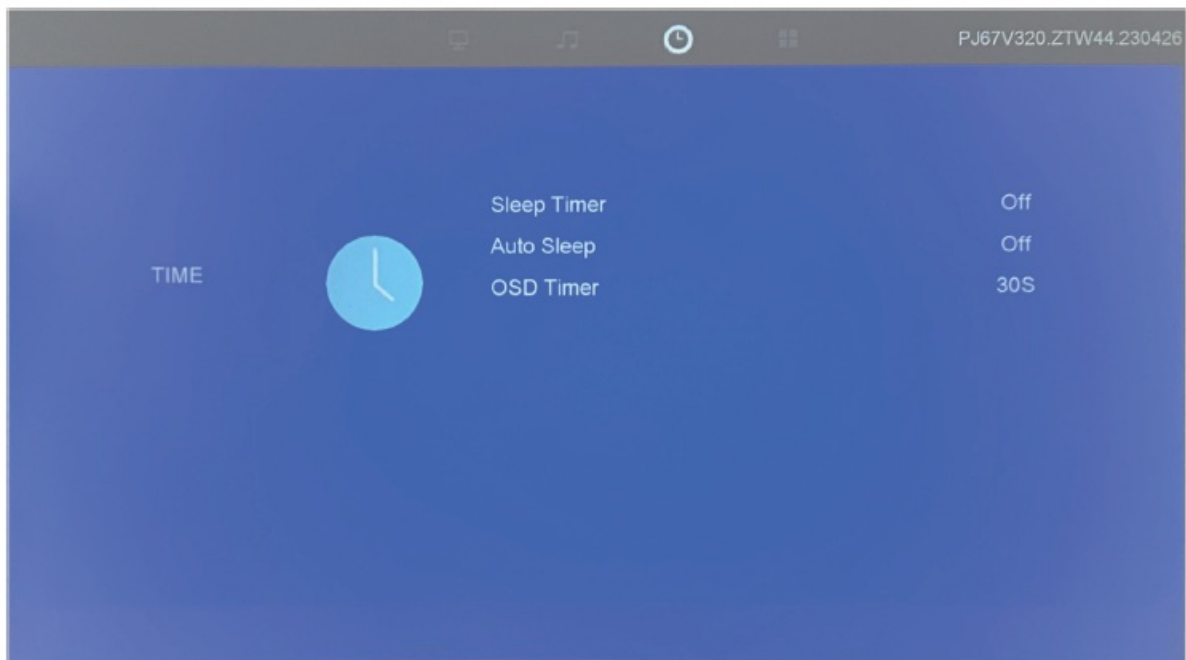 PJ67V320.ZTW44.230426
Sleep Timer Off
Auto Sleep Off
TIME
OSD Timer 30S